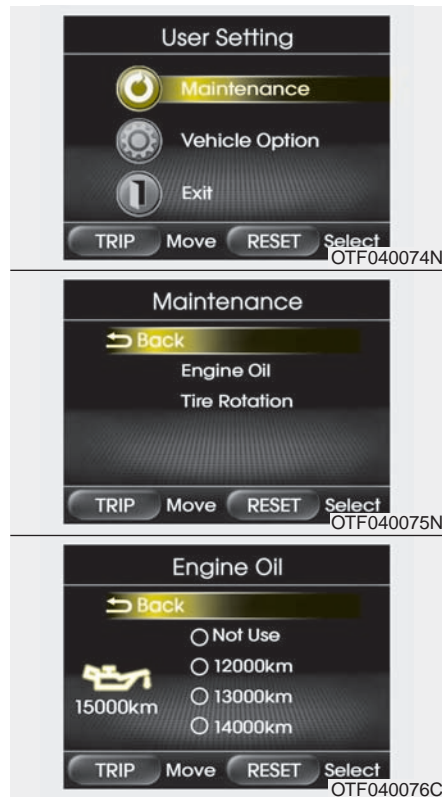 User Setting
Maintenance
Vehicle Option
Exit
TRIP Move RESET Select
OTF040074N
Maintenance
Back
Engine Oil
Tire Rotation
TRIP Move RESET Select
OTF040075N
Engine Oil
Back
Not Use
12000km
15000km
13000km
14000km
TRIP Move RESET Select
OTF040076C